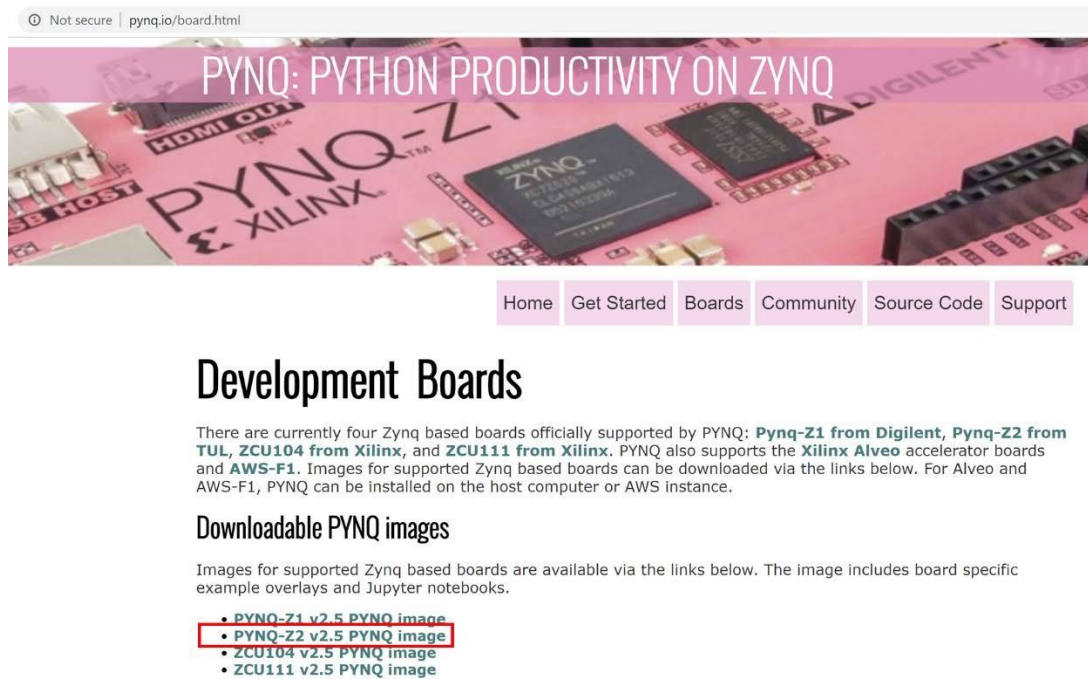 Not secure | pynq.io/board.html
PYNQ: PYTHON PRODUCTIVITY ON ZYNQ
DIGILENT
HDMI OUT
PYNQ-Z1
TM
USB HOST
XILINX
XILINX
ZYNQ
TAIWAN
Home Get Started Boards Community Source Code Support
Development Boards
There are currently four Zynq based boards officially supported by PYNQ: Pynq-Z1 from Digilent, Pynq-Z2 from
TUL, ZCU104 from Xilinx, and ZCU111 from Xilinx. PYNQ also supports the Xilinx Alveo accelerator boards
and AWS-F1. Images for supported Zynq based boards can be downloaded via the links below. For Alveo and
AWS-F1, PYNQ can be installed on the host computer or AWS instance.
Downloadable PYNQ images
Images for supported Zynq based boards are available via the links below. The image includes board specific
example overlays and Jupyter notebooks.
• PYNQ-Z1 v2.5 PYNQ image
• PYNQ-Z2 v2.5 PYNQ image
• ZCU104 v2.5 PYNQ image
• ZCU111 v2.5 PYNQ image